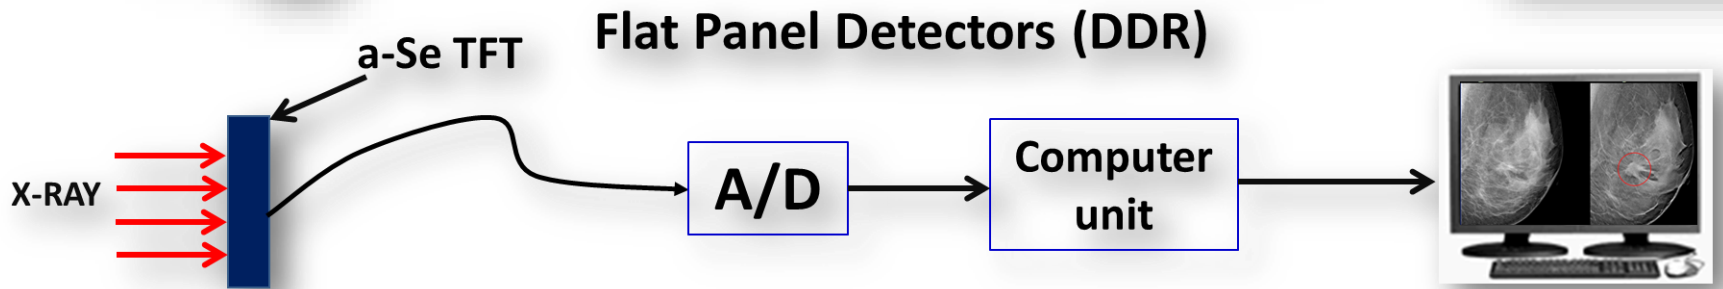 Flat Panel Detectors (DDR)
a-Se TFT
X-RAY
A/D
Computer
unit